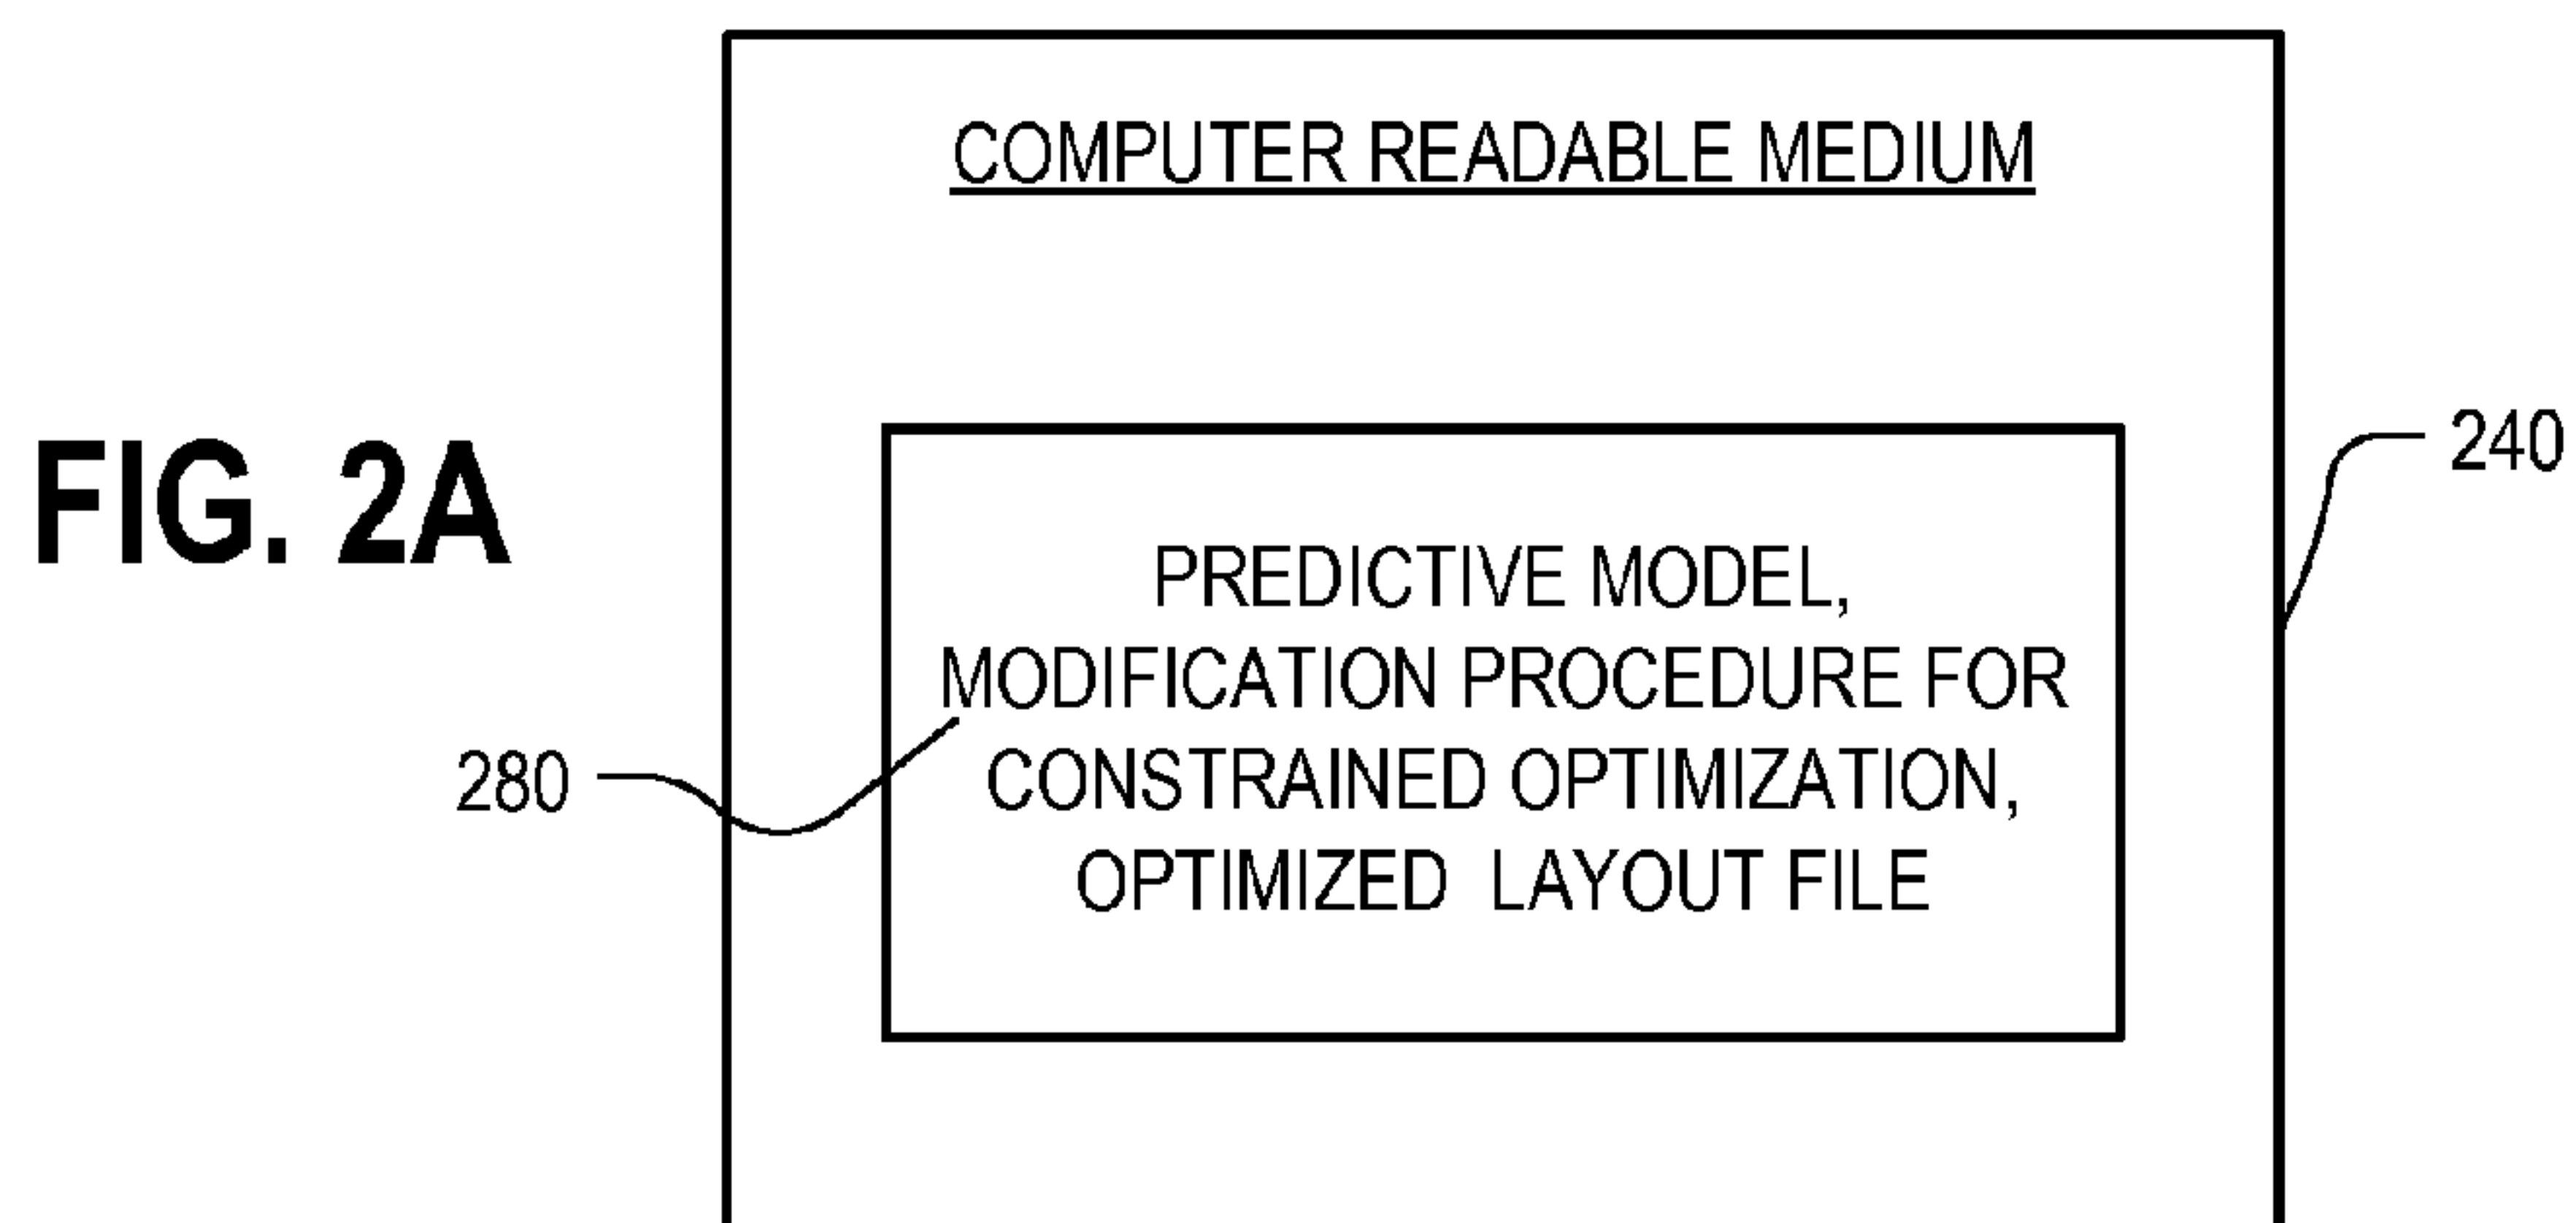 COMPUTER READABLE MEDIUM
FIG. 2A
240
PREDICTIVE MODEL,
MODIFICATION PROCEDURE FOR
CONSTRAINED OPTIMIZATION,
OPTIMIZED LAYOUT FILE
280